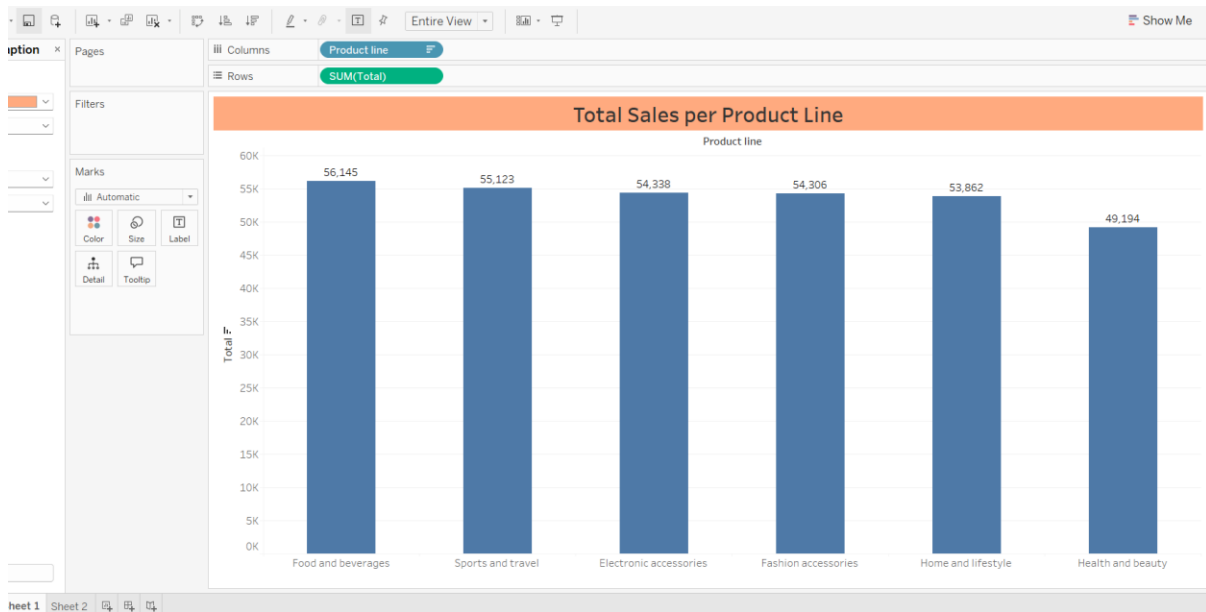 Entire View
Show Me
ption ×
Pages
Columns
Product line
Rows
SUM(Total)
Filters
Marks
Automatic
Color Size Label
Detail Tooltip
Total Sales per Product Line
Product line
60K
55K
50K
45K
40K
35K
30K
25K
20K
15K
10K
5K
0K
Total
56,145 55,123 54,338 54,306 53,862 49,194
Food and beverages Sports and travel Electronic accessories Fashion accessories Home and lifestyle Health and beauty
heet 1 Sheet 2